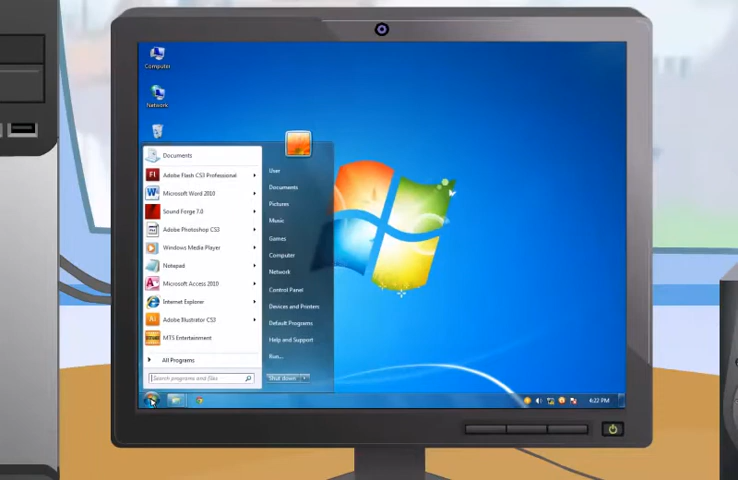 Computer
Network
Documents
Fl Adobe Flash CS3 Professional
W Microsoft Word 2010
Sound Forge 7.0
Adobe Photoshop CS3
Windows Media Player
Notepad
A Microsoft Access 2010
Internet Explorer
Ai Adobe Illustrator CS3
MTS Entertainment
All Programs
Search programs and files
User
Documents
Pictures
Music
Games
Computer
Network
Control Panel
Devices and Printers
Default Programs
Help and Support
Run...
Shut down
6:22 PM